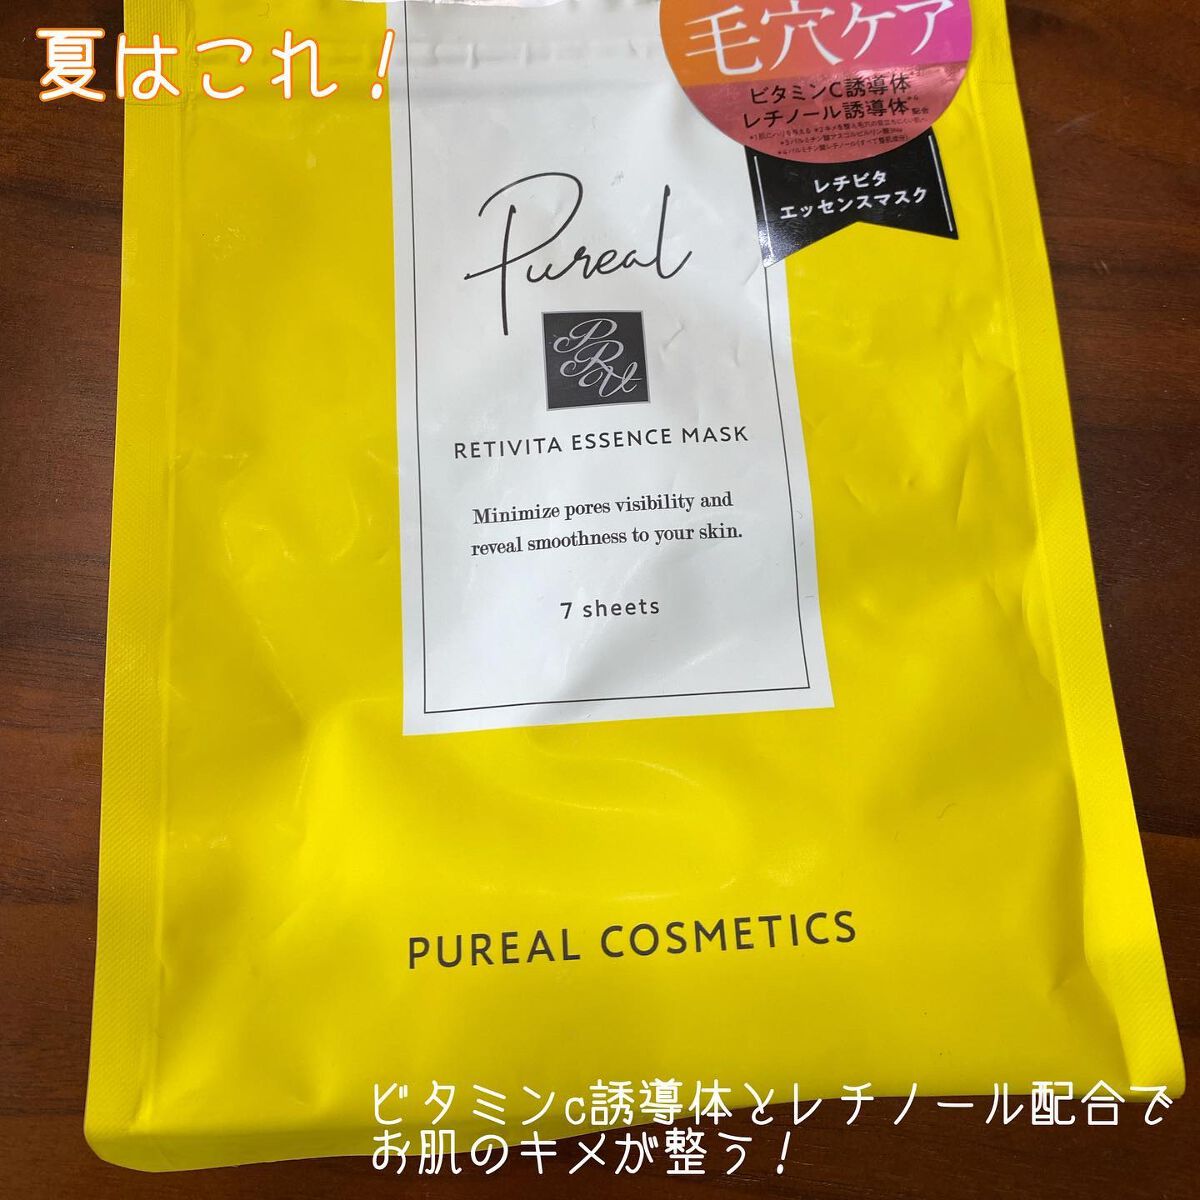 夏はこれ！
毛穴ケア
ビタミンC誘導体
レチノール誘導体 配合
レチビタ
エッセンスマスク
Pureal
PRU
RETIVITA ESSENCE MASK
Minimize pores visibility and
reveal smoothness to your skin.
7 sheets
PUREAL COSMETICS
ビタミンc誘導体とレチノール配合で
お肌のキメが整う！